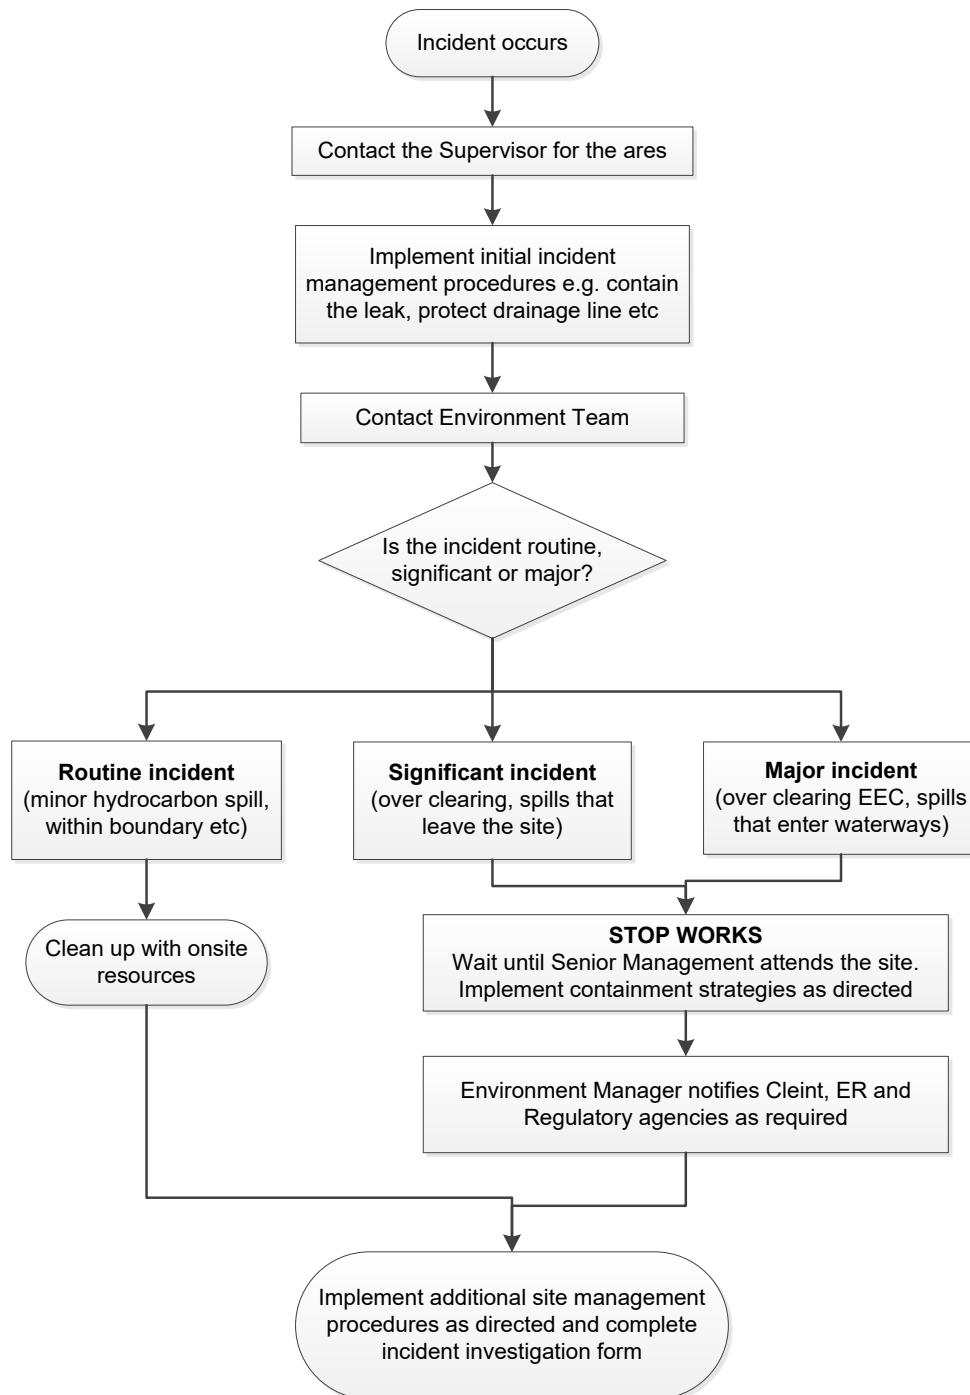 Incident occurs
Contact the Supervisor for the ares
Implement initial incident
management procedures e.g. contain
the leak, protect drainage line etc
Contact Environment Team
Is the incident routine,
significant or major?
Routine incident
(minor hydrocarbon spill,
within boundary etc)
Significant incident
(over clearing, spills that
leave the site)
Major incident
(over clearing EEC, spills
that enter waterways)
Clean up with onsite
resources
STOP WORKS
Wait until Senior Management attends the site.
Implement containment strategies as directed
Environment Manager notifies Cleint, ER and
Regulatory agencies as required
Implement additional site management
procedures as directed and complete
incident investigation form